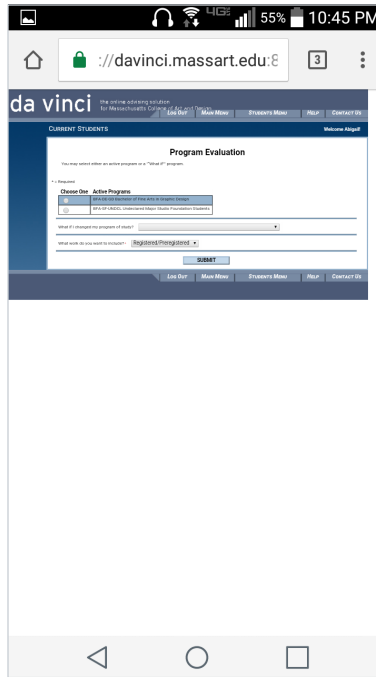 4G 55% 10:45 PM
://davinci.massart.edu:8 3
da vinci the online advising solution
for Massachusetts College of Art and Design
LOG OUT MAIN MENU STUDENTS MENU HELP CONTACT US
CURRENT STUDENTS Welcome Abigail!
Program Evaluation
You may select either an active program or a "What If" program.
* = Required
Choose One Active Programs
BFA-DE-GD Bachelor of Fine Arts in Graphic Design
BFA-SF-UNDCL Undeclared Major Studio Foundation Students
What if I changed my program of study?
What work do you want to include?* Registered/Preregistered
SUBMIT
LOG OUT MAIN MENU STUDENTS MENU HELP CONTACT US